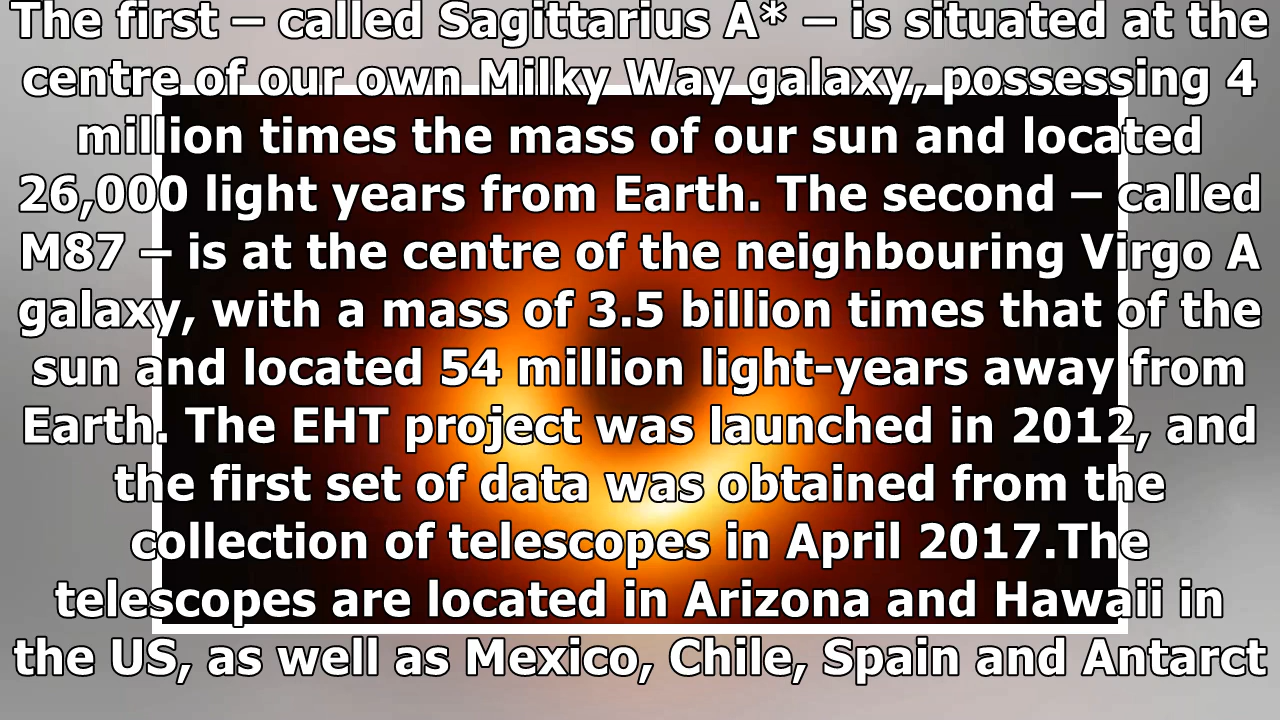 The first – called Sagittarius A* – is situated at the
centre of our own Milky Way galaxy, possessing 4
million times the mass of our sun and located
26,000 light years from Earth. The second – called
M87 – is at the centre of the neighbouring Virgo A
galaxy, with a mass of 3.5 billion times that of the
sun and located 54 million light-years away from
Earth. The EHT project was launched in 2012, and
the first set of data was obtained from the
collection of telescopes in April 2017.The
telescopes are located in Arizona and Hawaii in
the US, as well as Mexico, Chile, Spain and Antarct